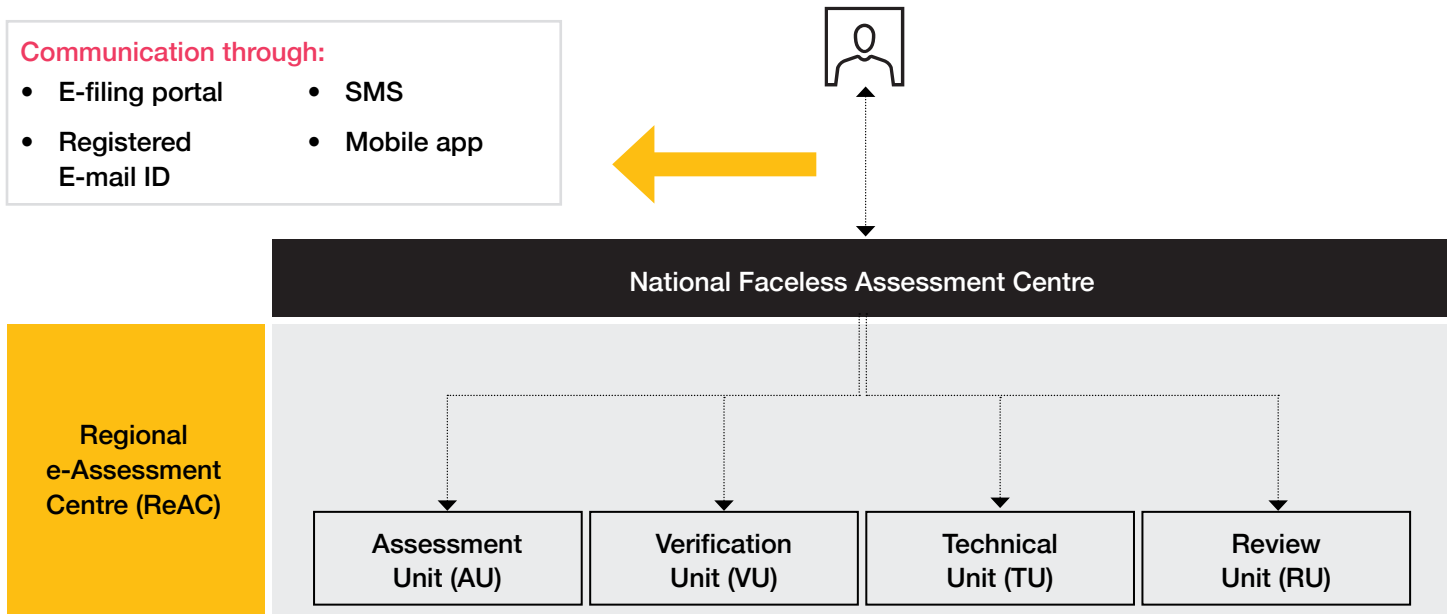 Communication through:
• E-filing portal
• SMS
• Registered
E-mail ID
• Mobile app
National Faceless Assessment Centre
Regional
e-Assessment
Centre (ReAC)
Assessment
Unit (AU)
Verification
Unit (VU)
Technical
Unit (TU)
Review
Unit (RU)